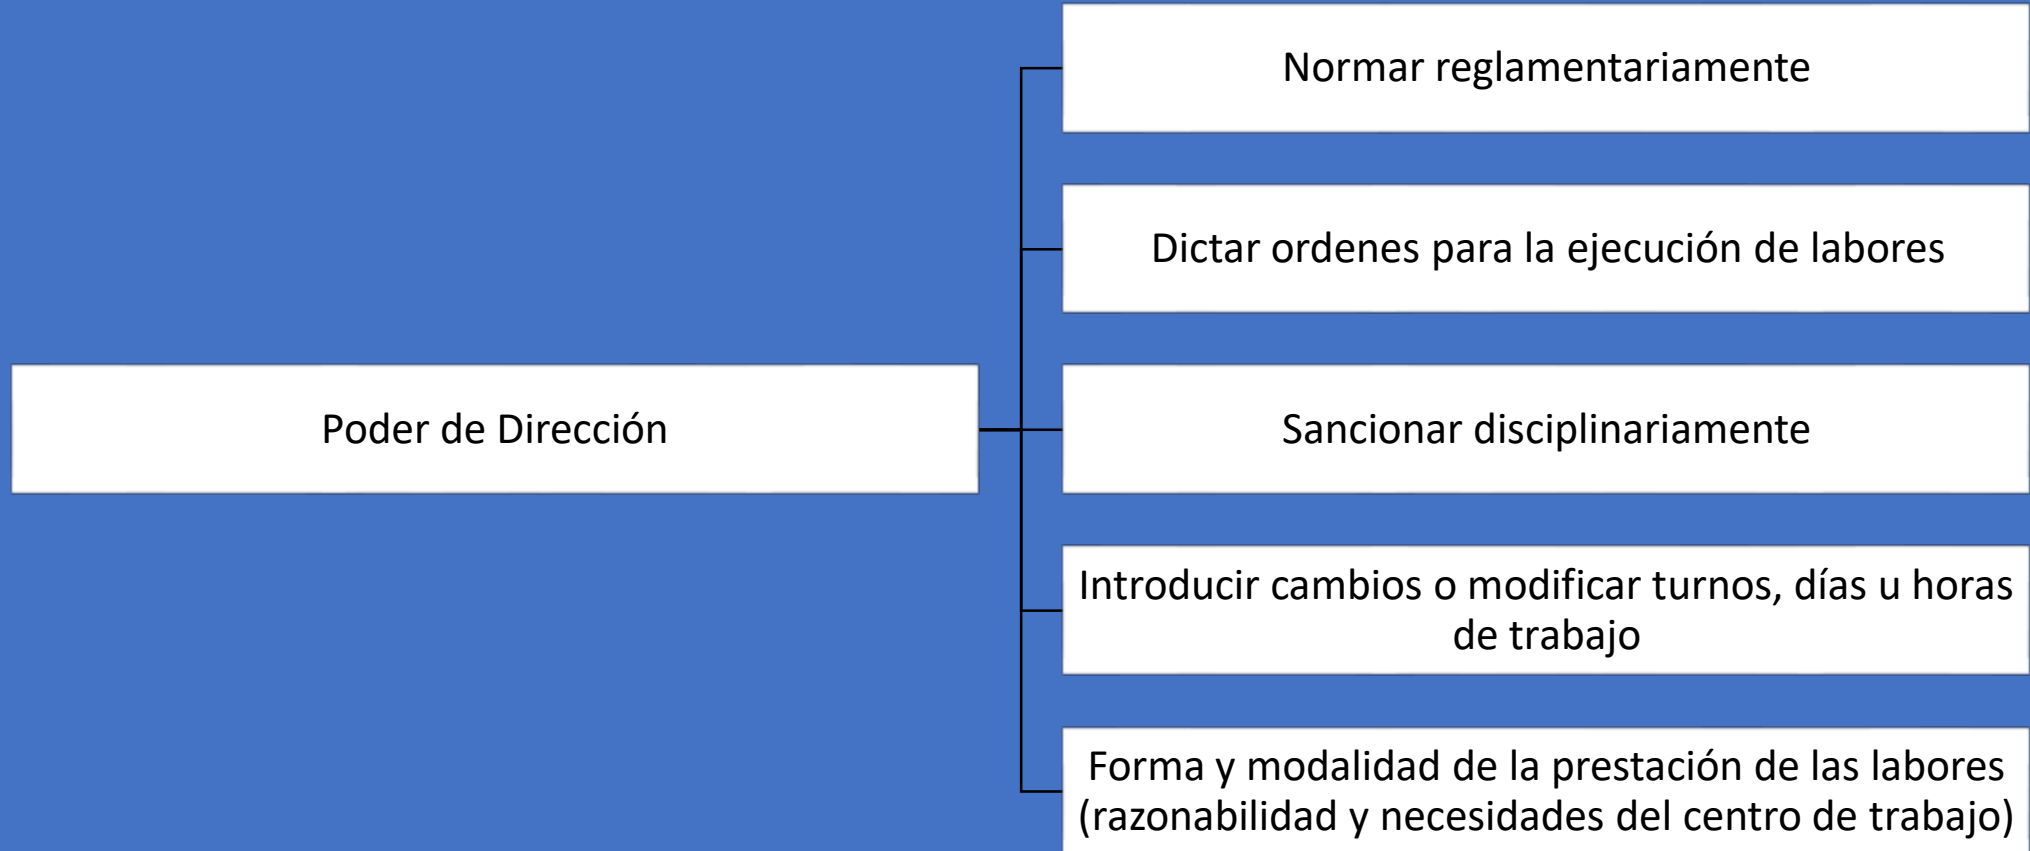 Poder de Dirección
Normar reglamentariamente
Dictar ordenes para la ejecución de labores
Sancionar disciplinariamente
Introducir cambios o modificar turnos, días u horas
de trabajo
Forma y modalidad de la prestación de las labores
(razonabilidad y necesidades del centro de trabajo)